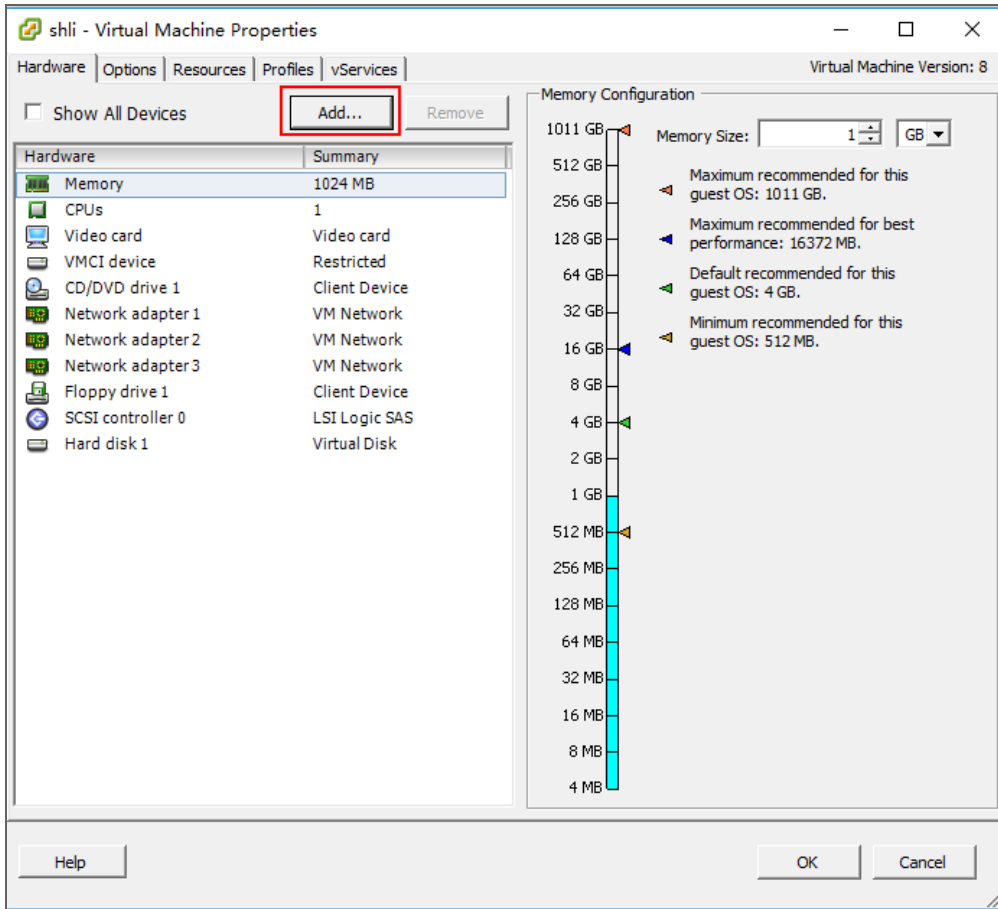 shli - Virtual Machine Properties
Hardware Options Resources Profiles vServices Virtual Machine Version: 8
Show All Devices Add... Remove
Hardware Summary
Memory 1024 MB
CPUs 1
Video card Video card
VMCI device Restricted
CD/DVD drive 1 Client Device
Network adapter 1 VM Network
Network adapter 2 VM Network
Network adapter 3 VM Network
Floppy drive 1 Client Device
SCSI controller 0 LSI Logic SAS
Hard disk 1 Virtual Disk
Memory Configuration
Memory Size: 1 GB
1011 GB
512 GB
256 GB
128 GB
64 GB
32 GB
16 GB
8 GB
4 GB
2 GB
1 GB
512 MB
256 MB
128 MB
64 MB
32 MB
16 MB
8 MB
4 MB
Maximum recommended for this
guest OS: 1011 GB.
Maximum recommended for best
performance: 16372 MB.
Default recommended for this
guest OS: 4 GB.
Minimum recommended for this
guest OS: 512 MB.
Help OK Cancel